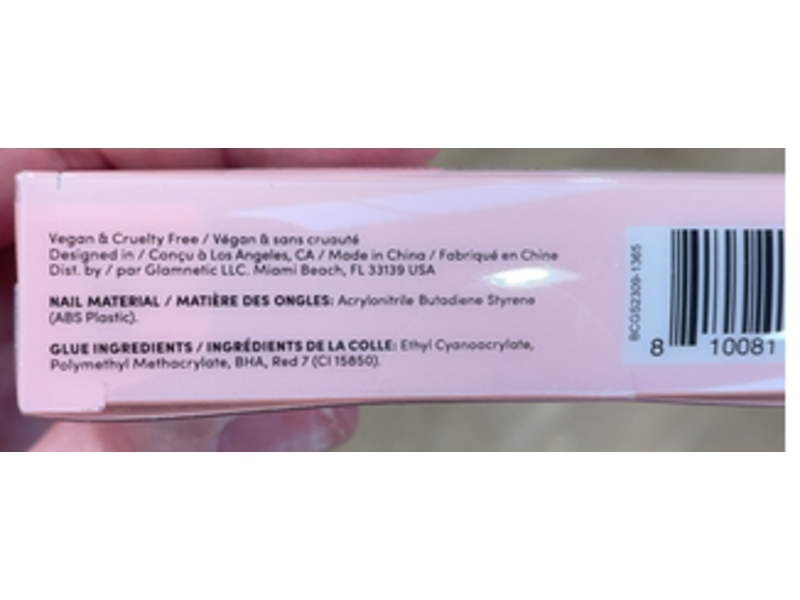 Vegan & Cruelty Free / Végan & sans cruauté
Designed in / Conçu à Los Angeles, CA / Made in China / Fabriqué en Chine
Dist. by / par Glamnetic LLC. Miami Beach, FL 33139 USA
NAIL MATERIAL / MATIÈRE DES ONGLES: Acrylonitrile Butadiene Styrene
(ABS Plastic).
GLUE INGREDIENTS / INGRÉDIENTS DE LA COLLE: Ethyl Cyanoacrylate,
Polymethyl Methacrylate, BHA, Red 7 (CI 15850).
BCGS2309-1365
8 10081